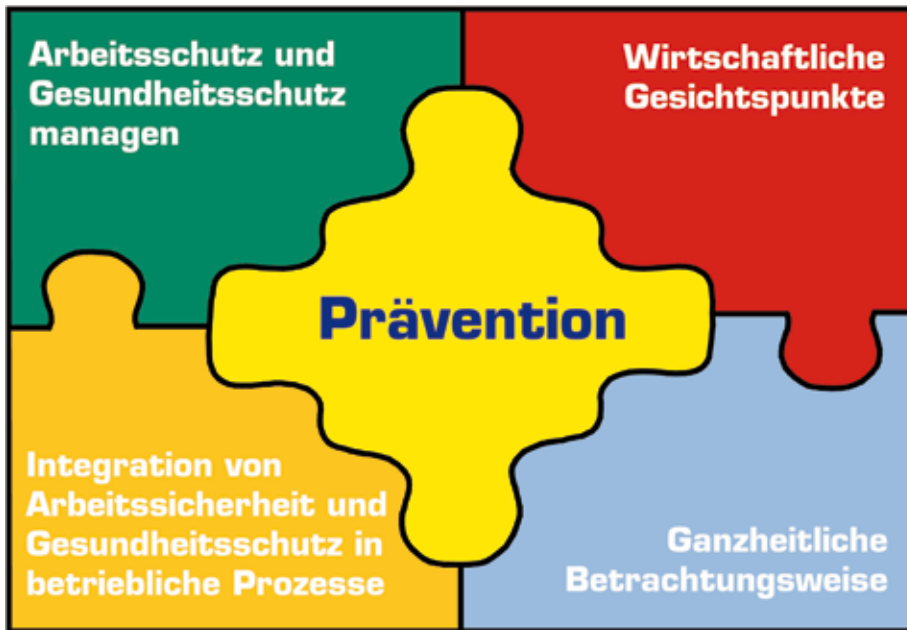 Arbeitsschutz und
Gesundheitsschutz
managen
Wirtschaftliche
Gesichtspunkte
Prävention
Integration von
Arbeitssicherheit und
Gesundheitsschutz in
betriebliche Prozesse
Ganzheitliche
Betrachtungsweise